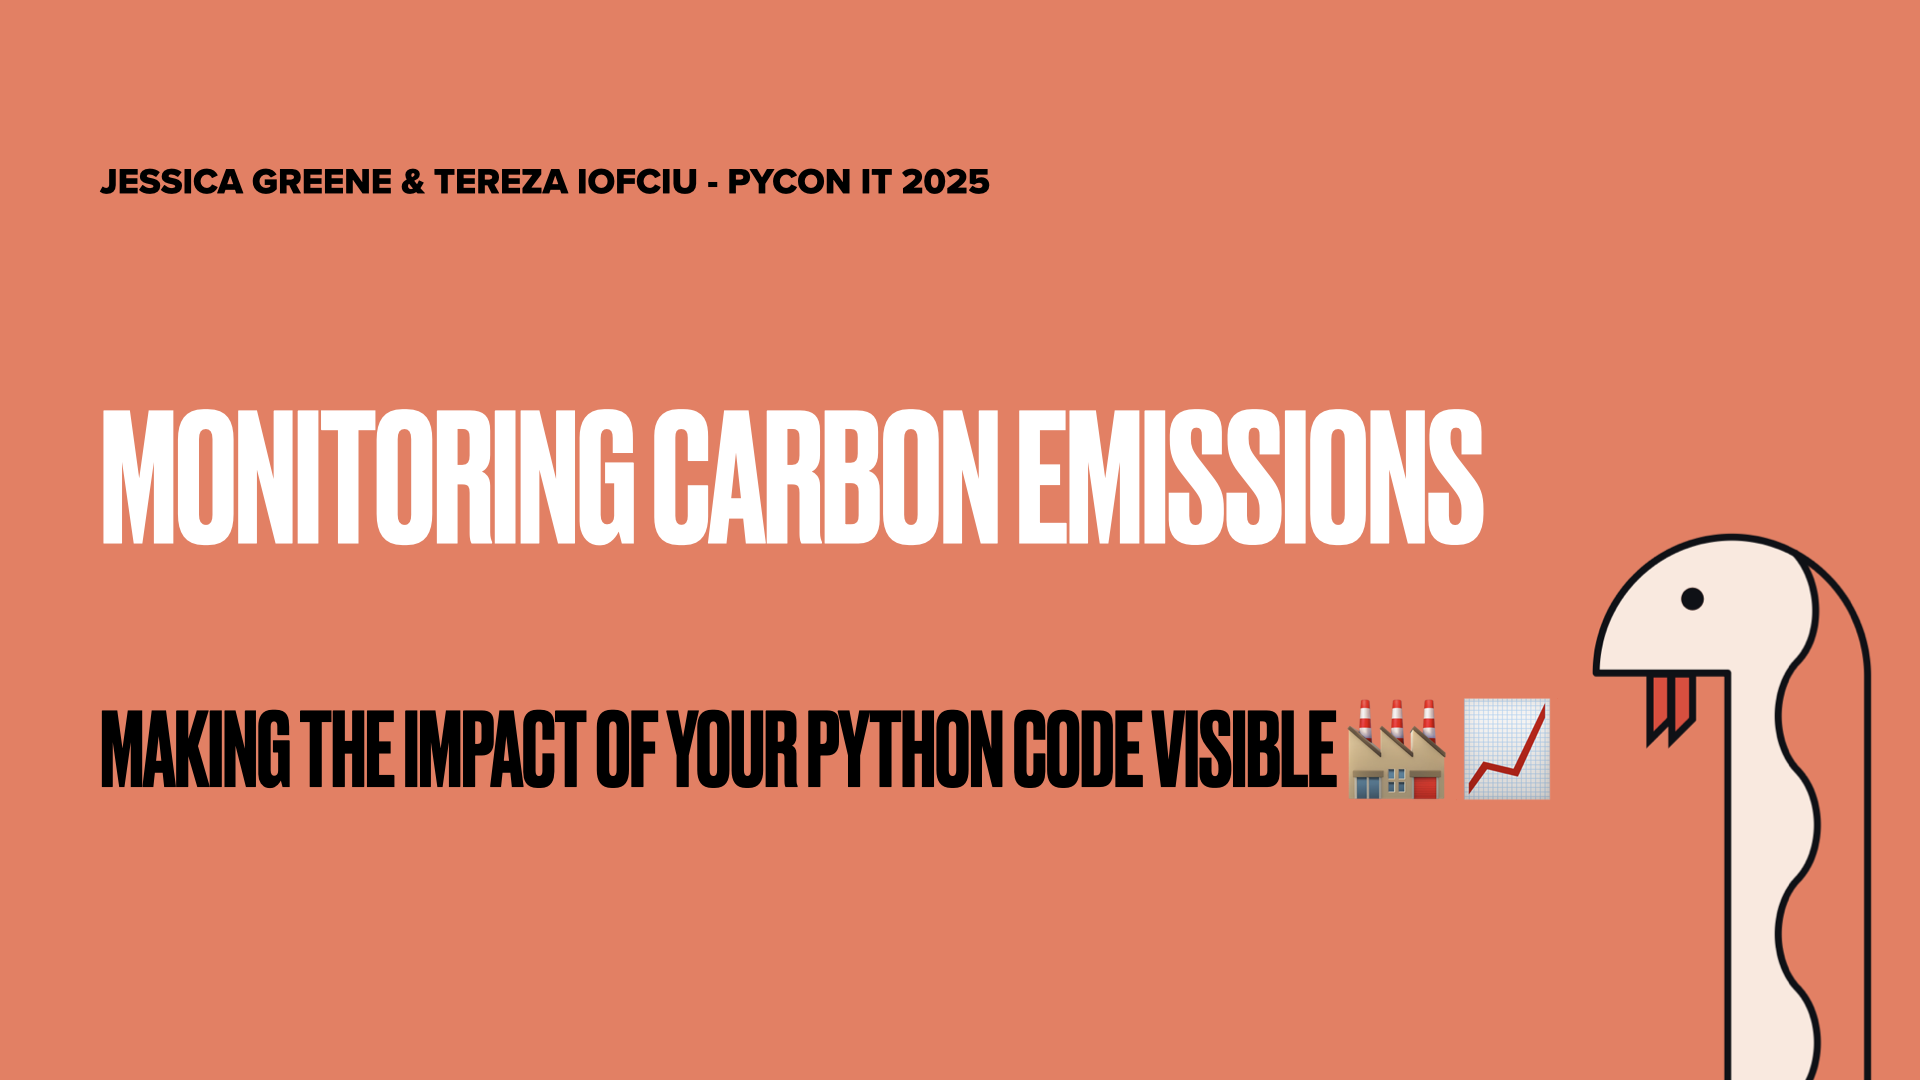 JESSICA GREENE & TEREZA IOFCIU - PYCON IT 2025
MONITORING CARBON EMISSIONS
MAKING THE IMPACT OF YOUR PYTHON CODE VISIBLE 🏭 📈